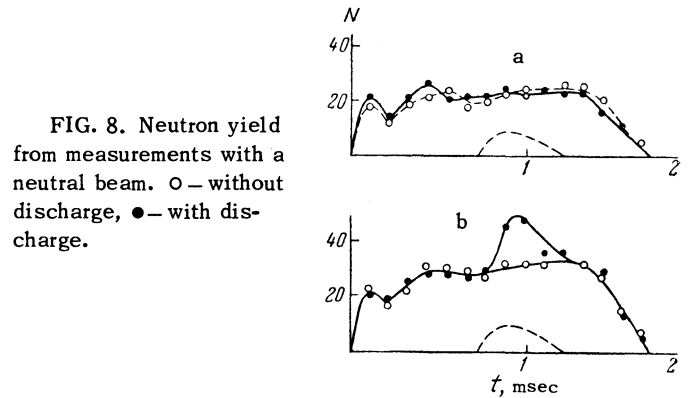 FIG. 8. Neutron yield
from measurements with a
neutral beam. o – without
discharge, ● – with dis-
charge.
N
40
a
20
1
2
b
40
20
1
2
t, msec